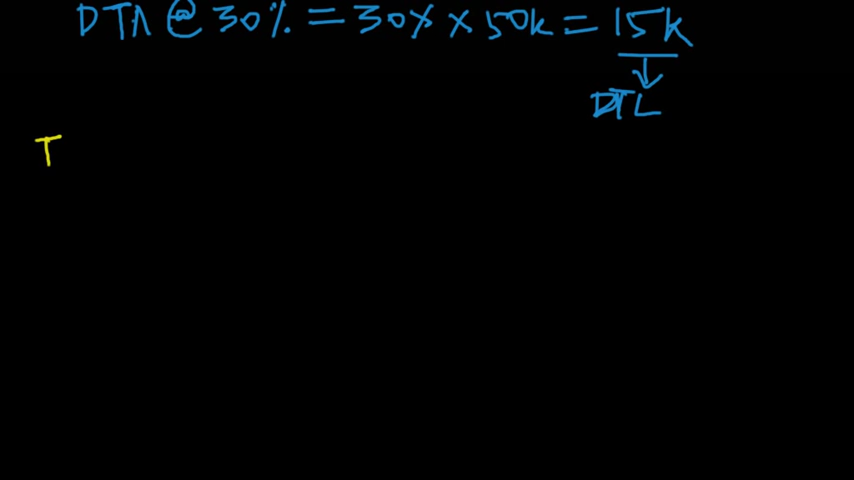 DTA @ 30% = 30% × 50k = 15k
DTL
T